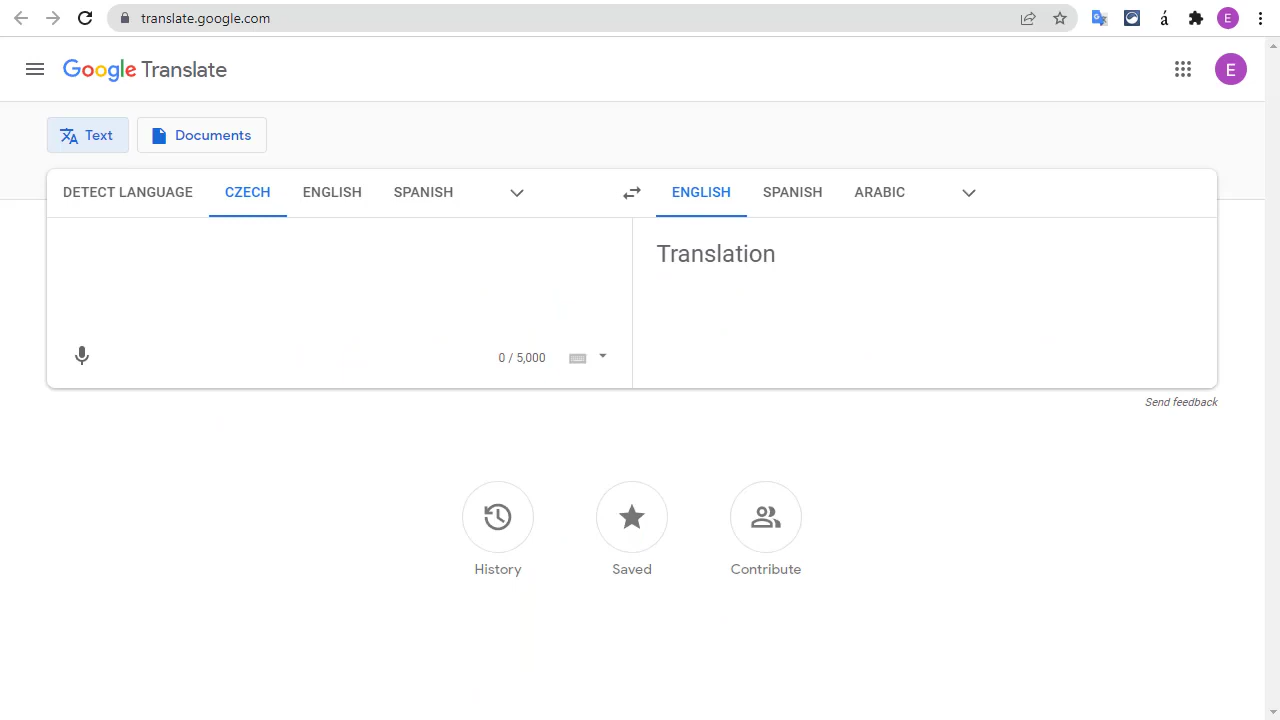 translate.google.com
E
Google Translate
E
Text
Documents
DETECT LANGUAGE
CZECH
ENGLISH
SPANISH
ENGLISH
SPANISH
ARABIC
Translation
0 / 5,000
Send feedback
History
Saved
Contribute